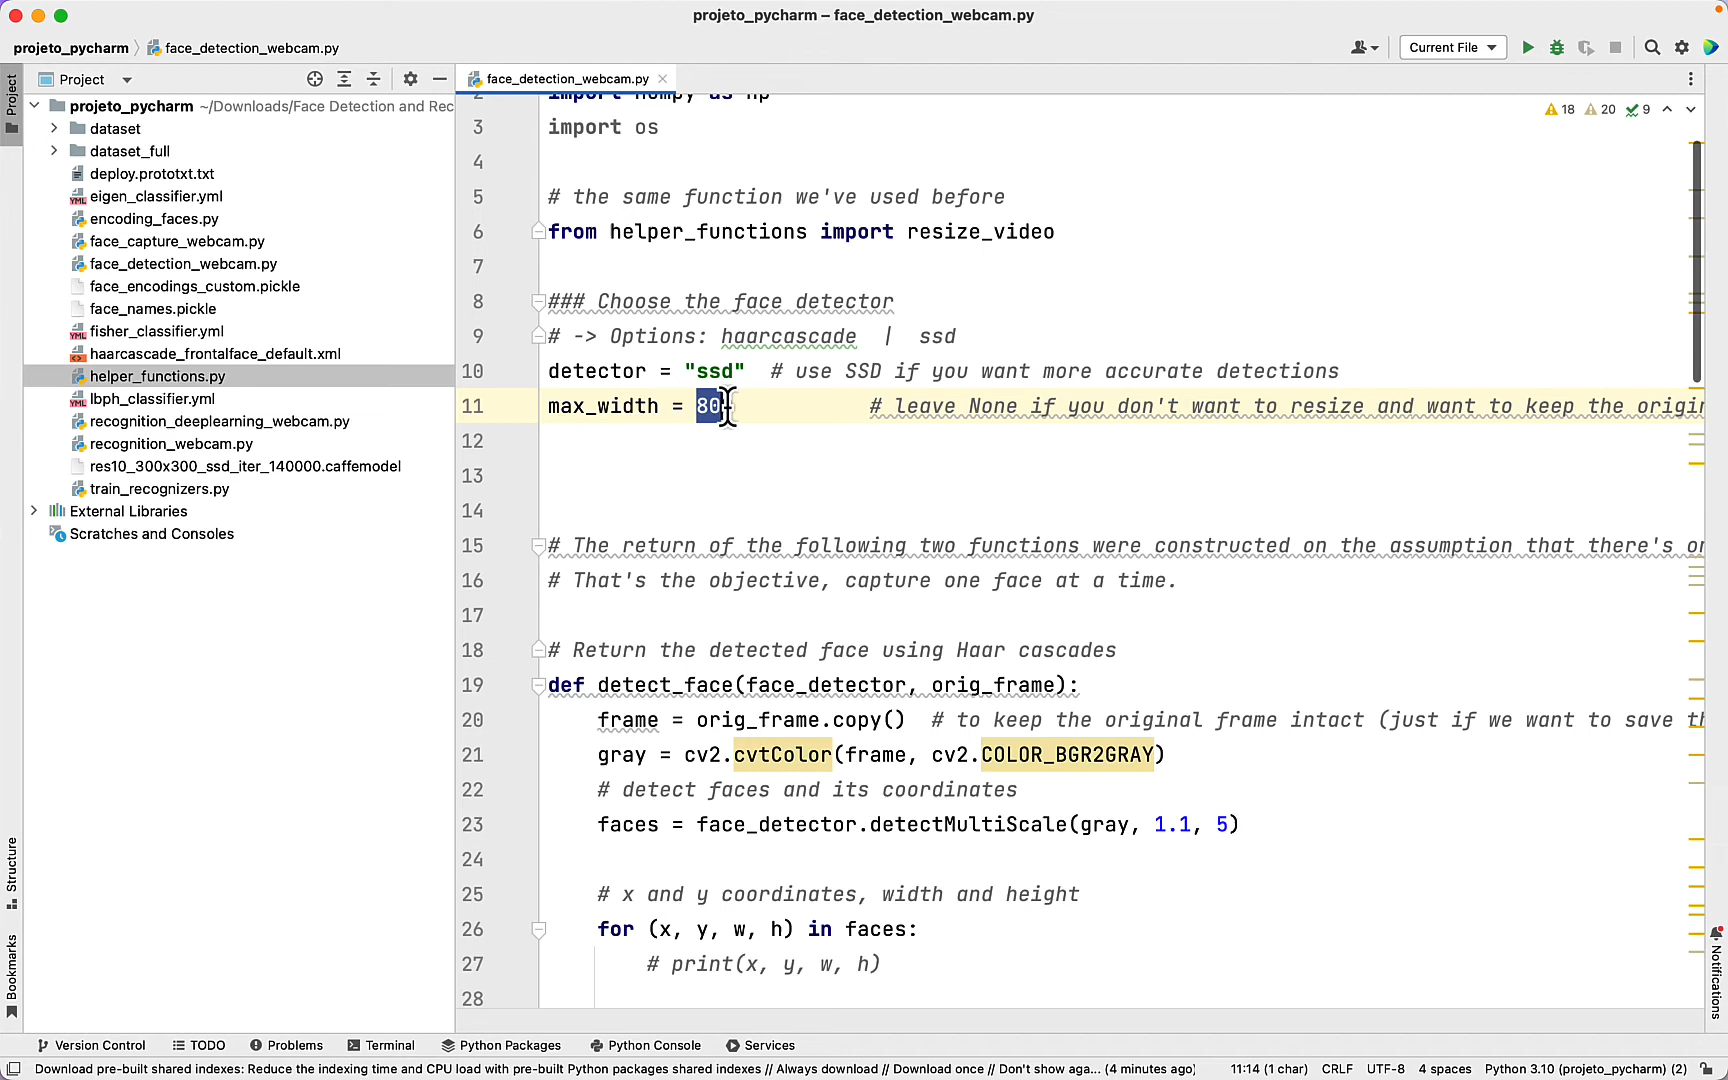 projeto_pycharm – face_detection_webcam.py
projeto_pycharm
face_detection_webcam.py
Current File
Project
face_detection_webcam.py
Project
projeto_pycharm ~/Downloads/Face Detection and Rec
dataset
dataset_full
deploy.prototxt.txt
eigen_classifier.yml
encoding_faces.py
face_capture_webcam.py
face_detection_webcam.py
face_encodings_custom.pickle
face_names.pickle
fisher_classifier.yml
haarcascade_frontalface_default.xml
helper_functions.py
lbph_classifier.yml
recognition_deeplearning_webcam.py
recognition_webcam.py
res10_300x300_ssd_iter_140000.caffemodel
train_recognizers.py
External Libraries
Scratches and Consoles
18 20 9
2 import numpy as np
3 import os
4
5 # the same function we've used before
6 from helper_functions import resize_video
7
8 ### Choose the face detector
9 # -> Options: haarcascade | ssd
10 detector = "ssd" # use SSD if you want more accurate detections
11 max_width = 80 # leave None if you don't want to resize and want to keep the origin
12
13
14
15 # The return of the following two functions were constructed on the assumption that there's on
16 # That's the objective, capture one face at a time.
17
18 # Return the detected face using Haar cascades
19 def detect_face(face_detector, orig_frame):
20 frame = orig_frame.copy() # to keep the original frame intact (just if we want to save th
21 gray = cv2.cvtColor(frame, cv2.COLOR_BGR2GRAY)
22 # detect faces and its coordinates
23 faces = face_detector.detectMultiScale(gray, 1.1, 5)
24
25 # x and y coordinates, width and height
26 for (x, y, w, h) in faces:
27 # print(x, y, w, h)
28
Structure
Bookmarks
Notifications
Version Control TODO Problems Terminal Python Packages Python Console Services
Download pre-built shared indexes: Reduce the indexing time and CPU load with pre-built Python packages shared indexes // Always download // Download once // Don't show aga... (4 minutes ago) 11:14 (1 char) CRLF UTF-8 4 spaces Python 3.10 (projeto_pycharm) (2)